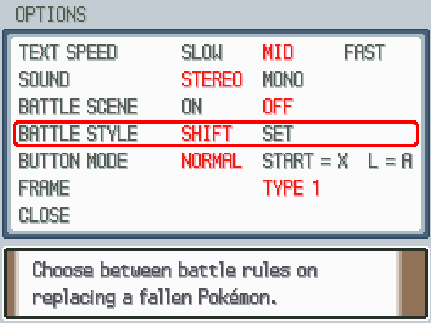 OPTIONS
TEXT SPEED SLOW MID FAST
SOUND STEREO MONO
BATTLE SCENE ON OFF
BATTLE STYLE SHIFT SET
BUTTON MODE NORMAL START = X L = A
FRAME TYPE 1
CLOSE
Choose between battle rules on
replacing a fallen Pokémon.